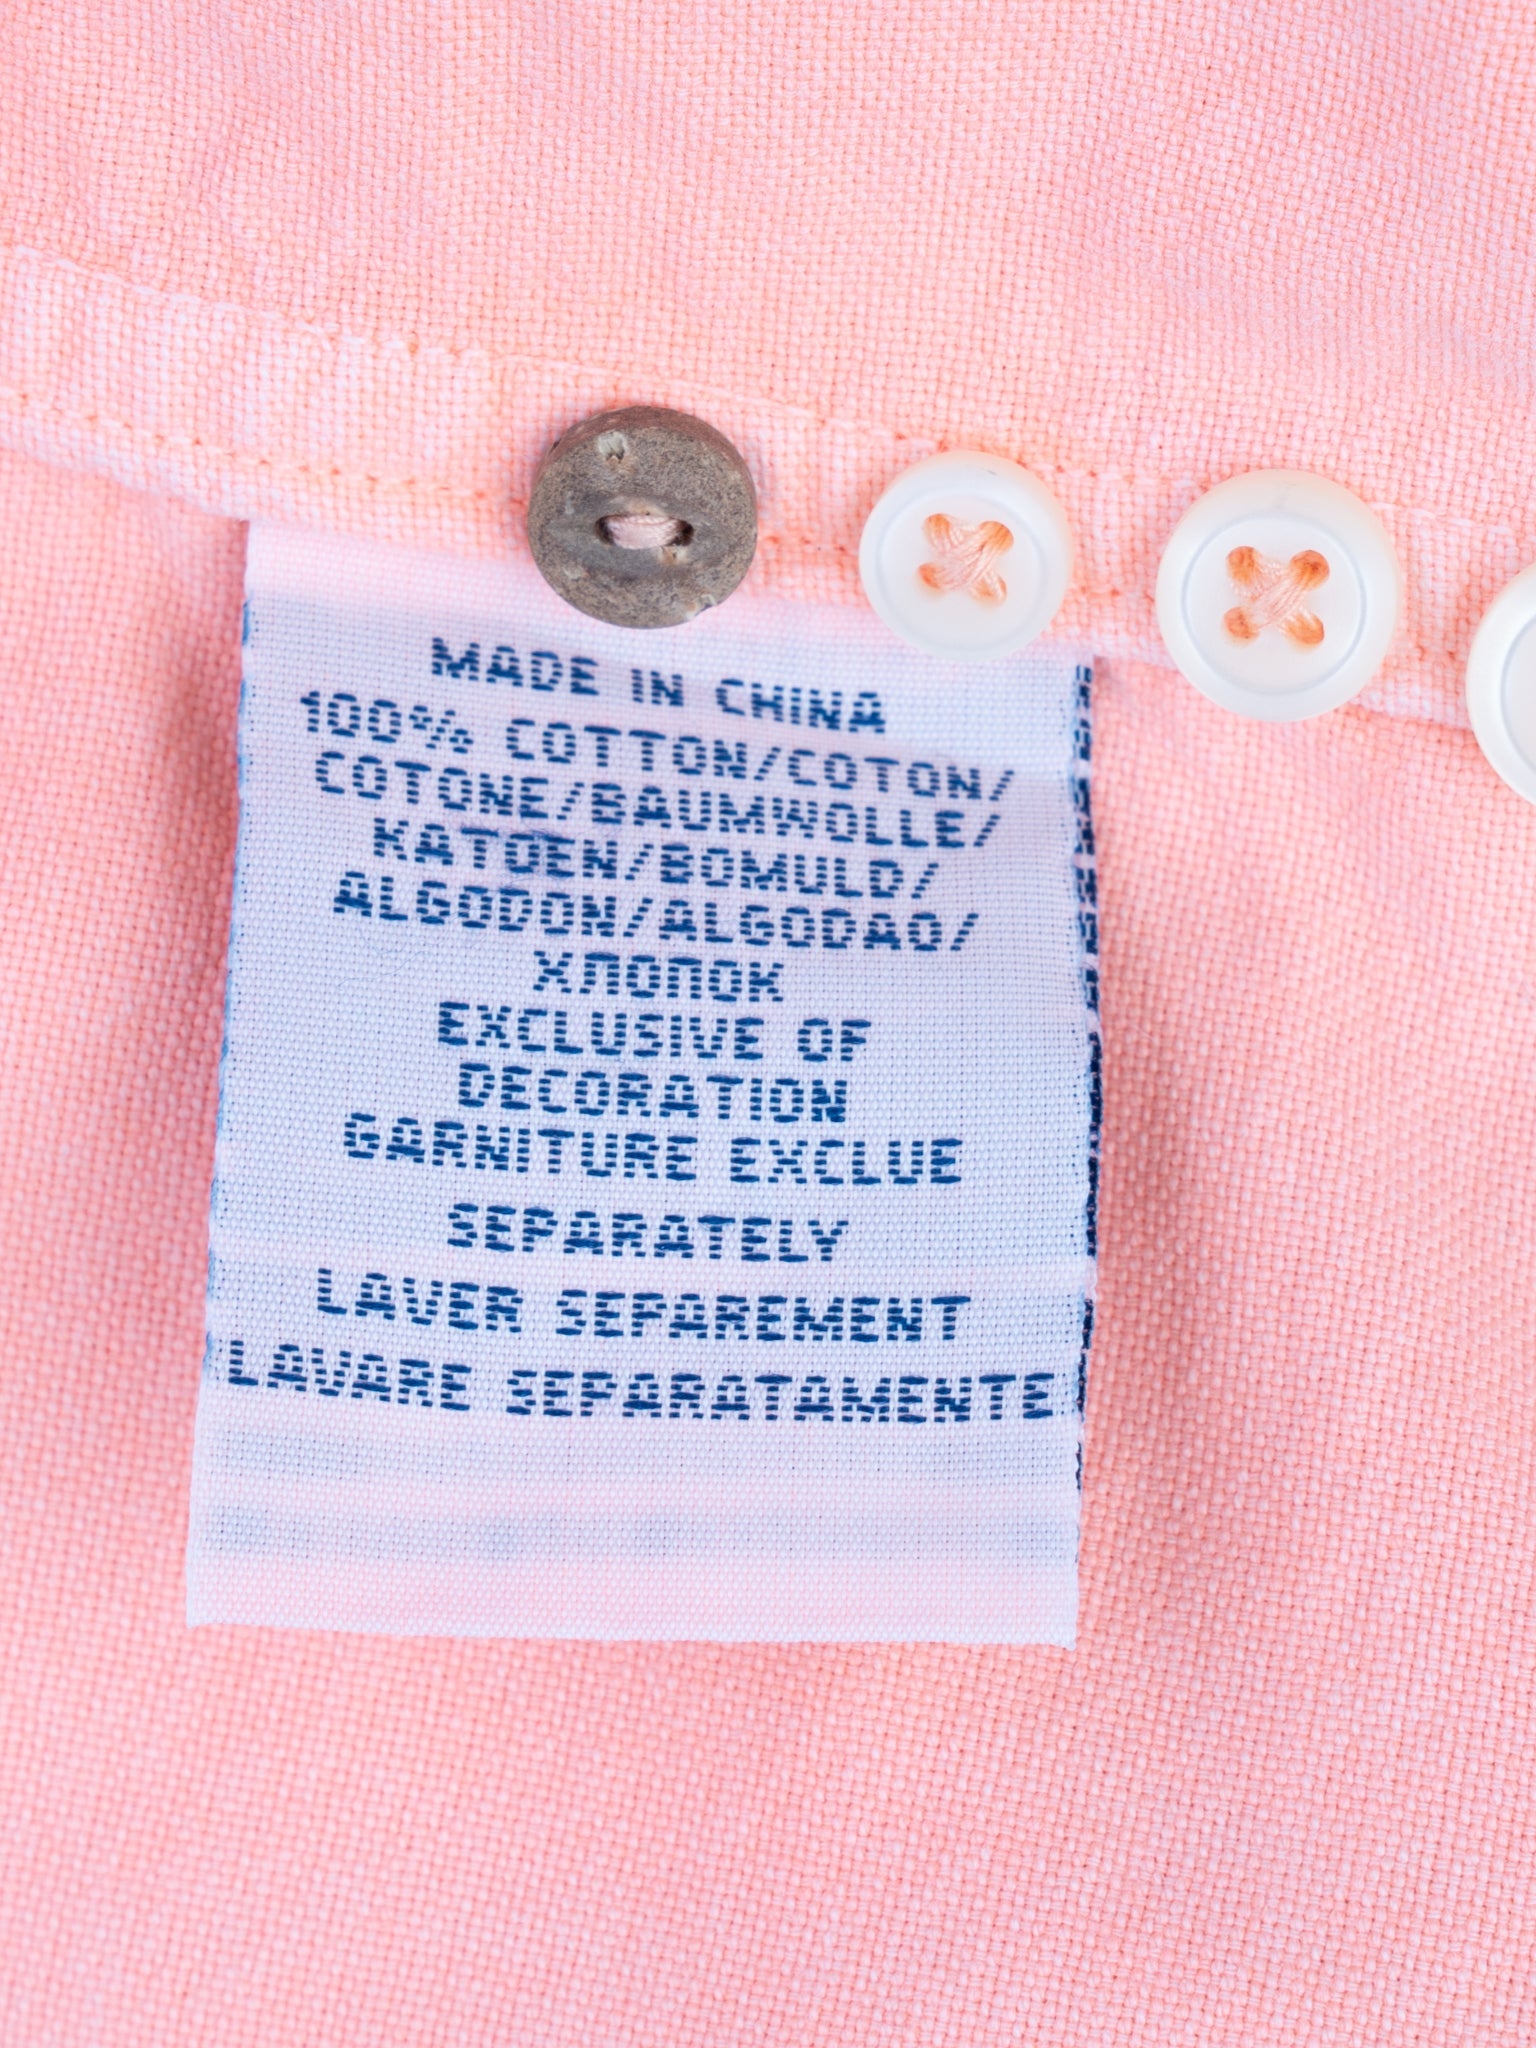 MADE IN CHINA
100% COTTON/COTON/
COTONE/BAUMWOLLE/
KATOEN/BOMULD/
ALGODON/ALGODAO/
ХЛОПОК
EXCLUSIVE OF
DECORATION
GARNITURE EXCLUE
SEPARATELY
LAVER SEPAREMENT
LAVARE SEPARATAMENTE